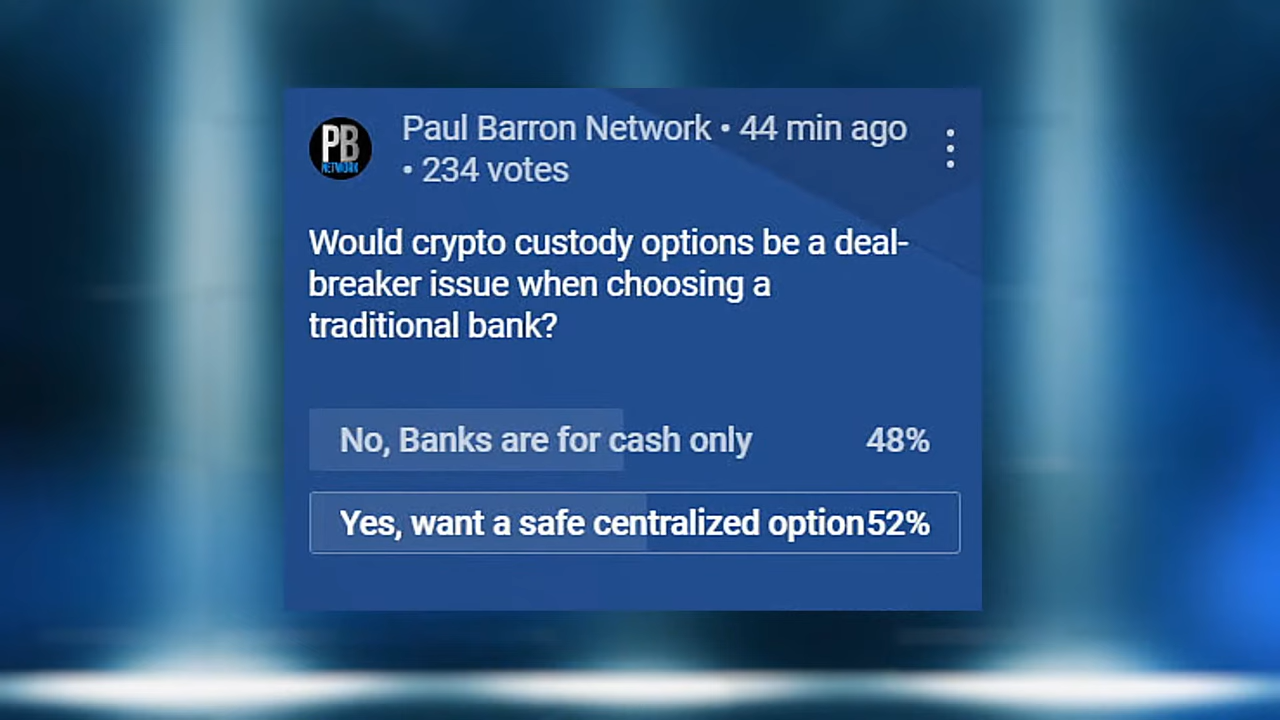 PB
NETWORK
Paul Barron Network • 44 min ago
• 234 votes
Would crypto custody options be a deal-
breaker issue when choosing a
traditional bank?
No, Banks are for cash only 48%
Yes, want a safe centralized option 52%